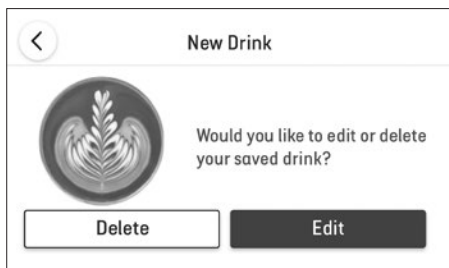 New Drink
Would you like to edit or delete
your saved drink?
Delete
Edit